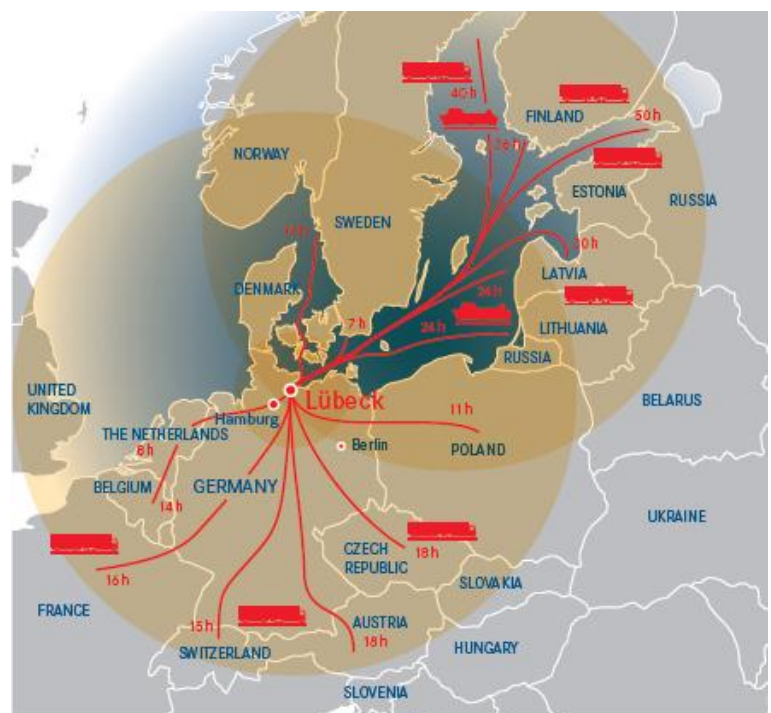 40h
FINLAND
50h
NORWAY
ESTONIA
RUSSIA
SWEDEN
30h
LATVIA
DENMARK
7h
24h
LITHUANIA
RUSSIA
UNITED
KINGDOM
Lübeck
11h
BELARUS
Hamburg
THE NETHERLANDS
8h
Berlin
POLAND
BELGIUM
GERMANY
14h
UKRAINE
CZECH
REPUBLIC
18h
16h
SLOVAKIA
FRANCE
15h
AUSTRIA
18h
SWITZERLAND
HUNGARY
SLOVENIA